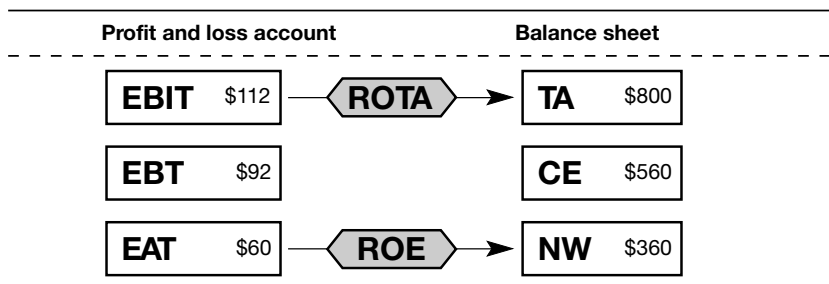 Profit and loss account Balance sheet
EBIT $112 ROTA TA $800
EBT $92 CE $560
EAT $60 ROE NW $360